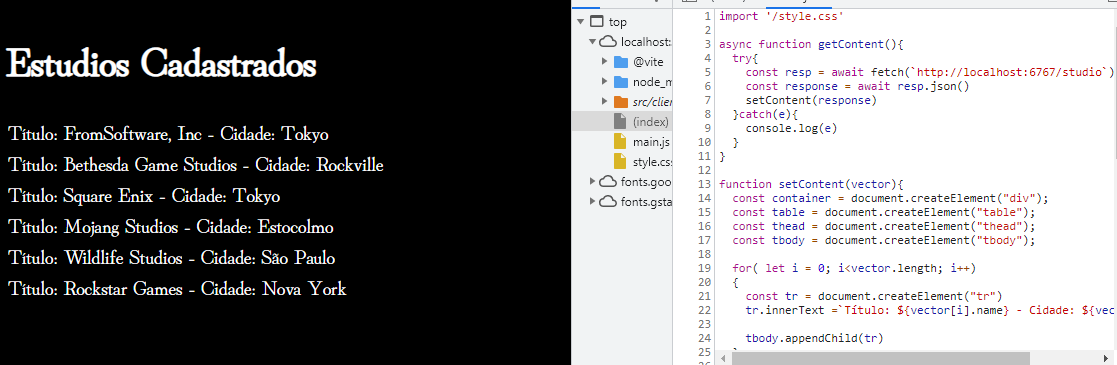 Estudios Cadastrados
Título: FromSoftware, Inc - Cidade: Tokyo
Título: Bethesda Game Studios - Cidade: Rockville
Título: Square Enix - Cidade: Tokyo
Título: Mojang Studios - Cidade: Estocolmo
Título: Wildlife Studios - Cidade: São Paulo
Título: Rockstar Games - Cidade: Nova York
top
localhost:
@vite
node_m
src/clier
(index)
main.js
style.css
fonts.goo
fonts.gsta
1 import '/style.css'
2
3 async function getContent(){
4 try{
5 const resp = await fetch(`http://localhost:6767/studio`)
6 const response = await resp.json()
7 setContent(response)
8 }catch(e){
9 console.log(e)
10 }
11 }
12
13 function setContent(vector){
14 const container = document.createElement("div");
15 const table = document.createElement("table");
16 const thead = document.createElement("thead");
17 const tbody = document.createElement("tbody");
18
19 for( let i = 0; i<vector.length; i++)
20 {
21 const tr = document.createElement("tr")
22 tr.innerText =`Título: ${vector[i].name} - Cidade: ${vec
23
24 tbody.appendChild(tr)
25
26